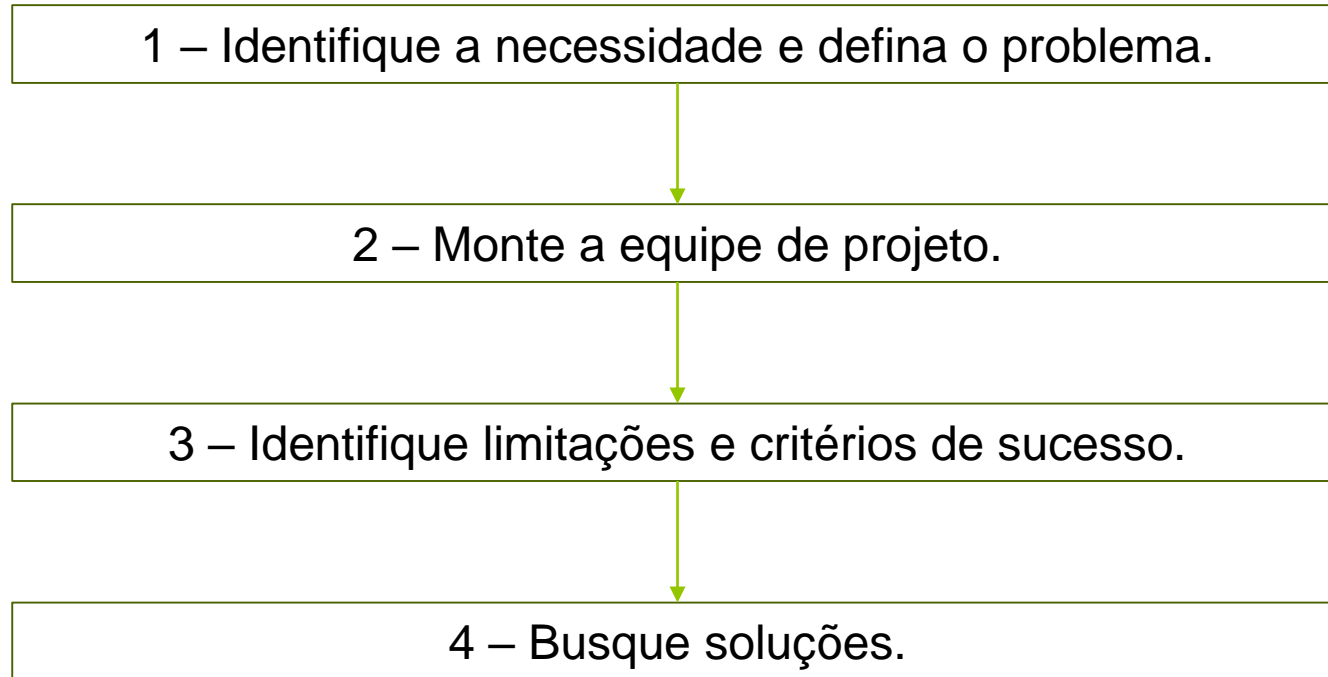 1 – Identifique a necessidade e defina o problema.
2 – Monte a equipe de projeto.
3 – Identifique limitações e critérios de sucesso.
4 – Busque soluções.